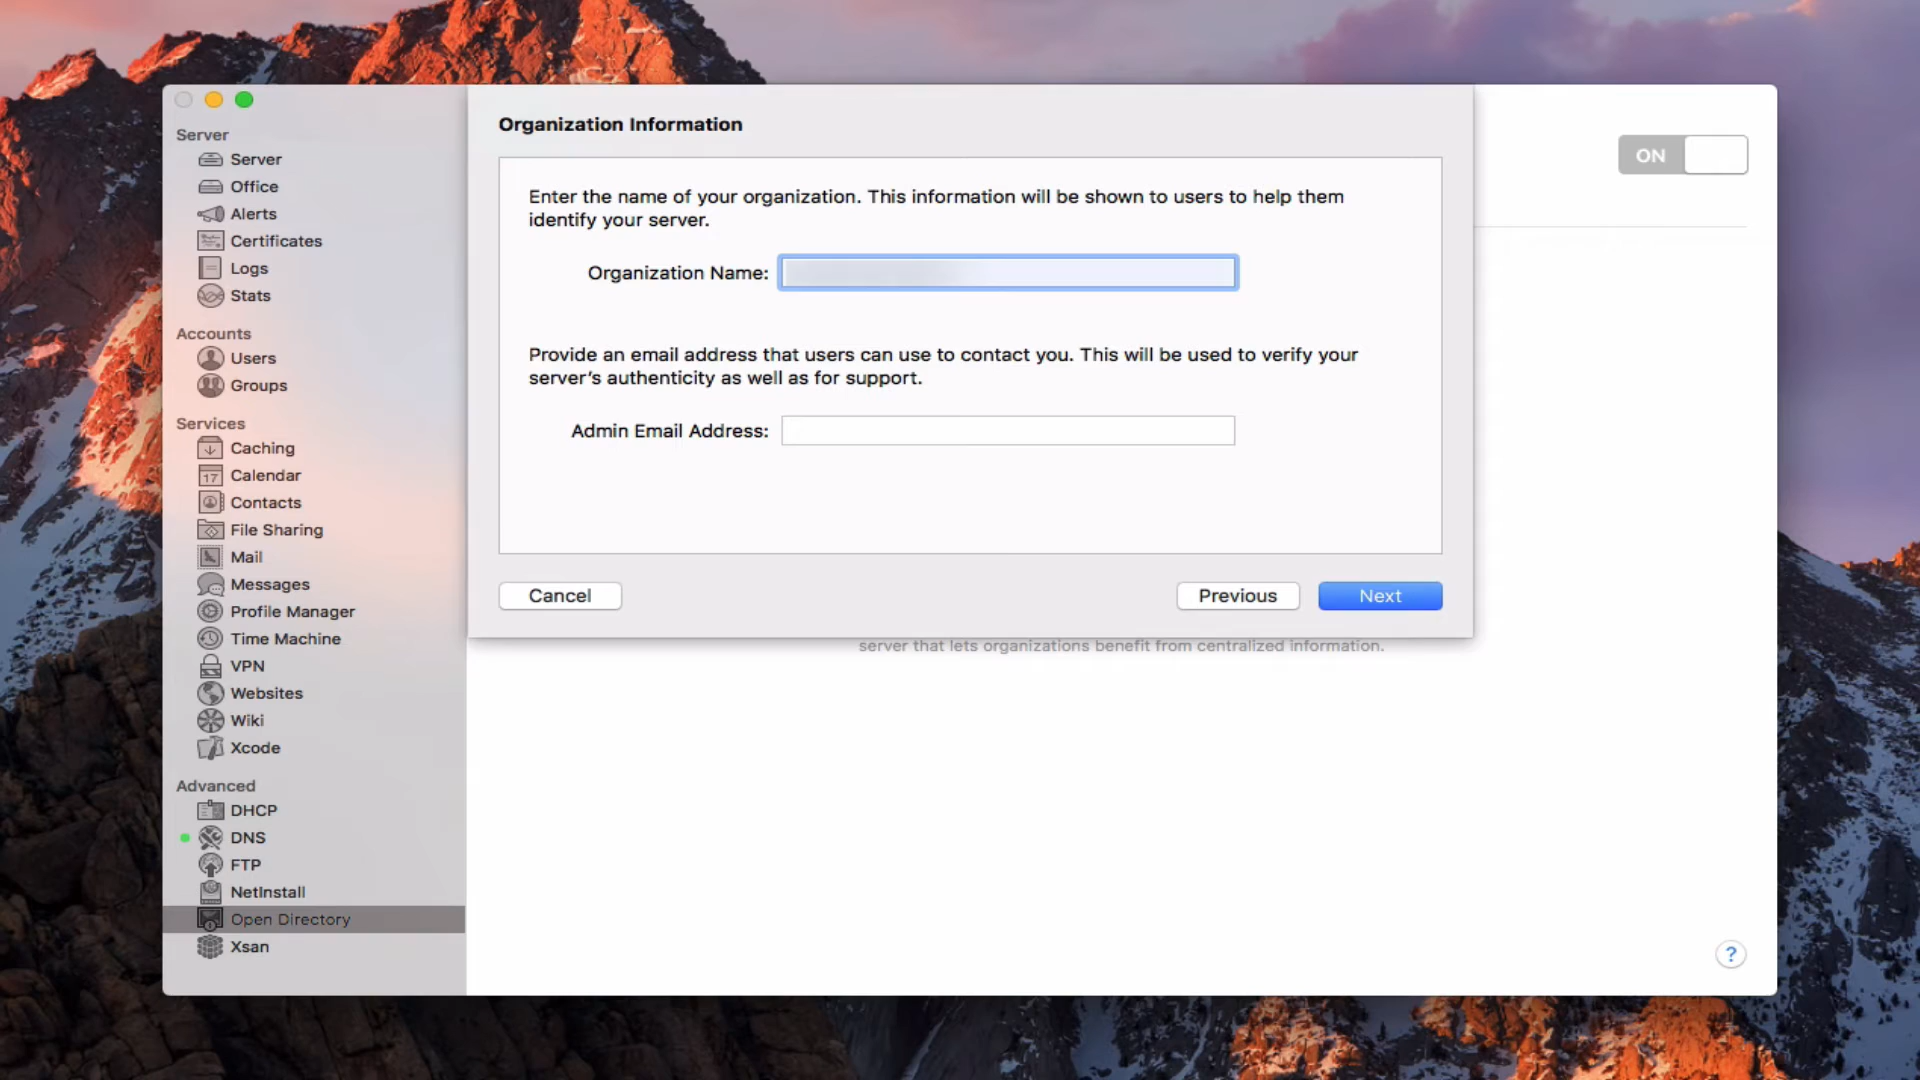 Server
Server
Office
Alerts
Certificates
Logs
Stats
Accounts
Users
Groups
Services
Caching
17
Calendar
Contacts
File Sharing
Mail
Messages
Profile Manager
Time Machine
VPN
Websites
Wiki
Xcode
Advanced
DHCP
DNS
FTP
NetInstall
Open Directory
Xsan
Organization Information
Enter the name of your organization. This information will be shown to users to help them
identify your server.
Organization Name:
Provide an email address that users can use to contact you. This will be used to verify your
server’s authenticity as well as for support.
Admin Email Address:
Cancel
Previous
Next
ON
server that lets organizations benefit from centralized information.
?